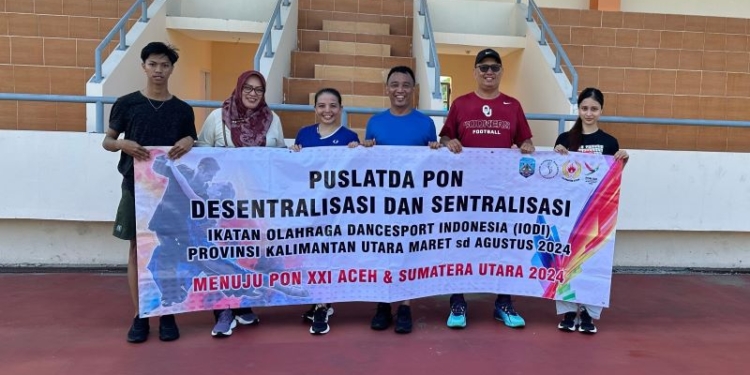 PUSLATDA PON
DESENTRALISASI DAN SENTRALISASI
IKATAN OLAHRAGA DANCESPORT INDONESIA (IODI)
PROVINSI KALIMANTAN UTARA MARET sd AGUSTUS 2024
MENUJU PON XXI ACEH & SUMATERA UTARA 2024
FOOTBALL